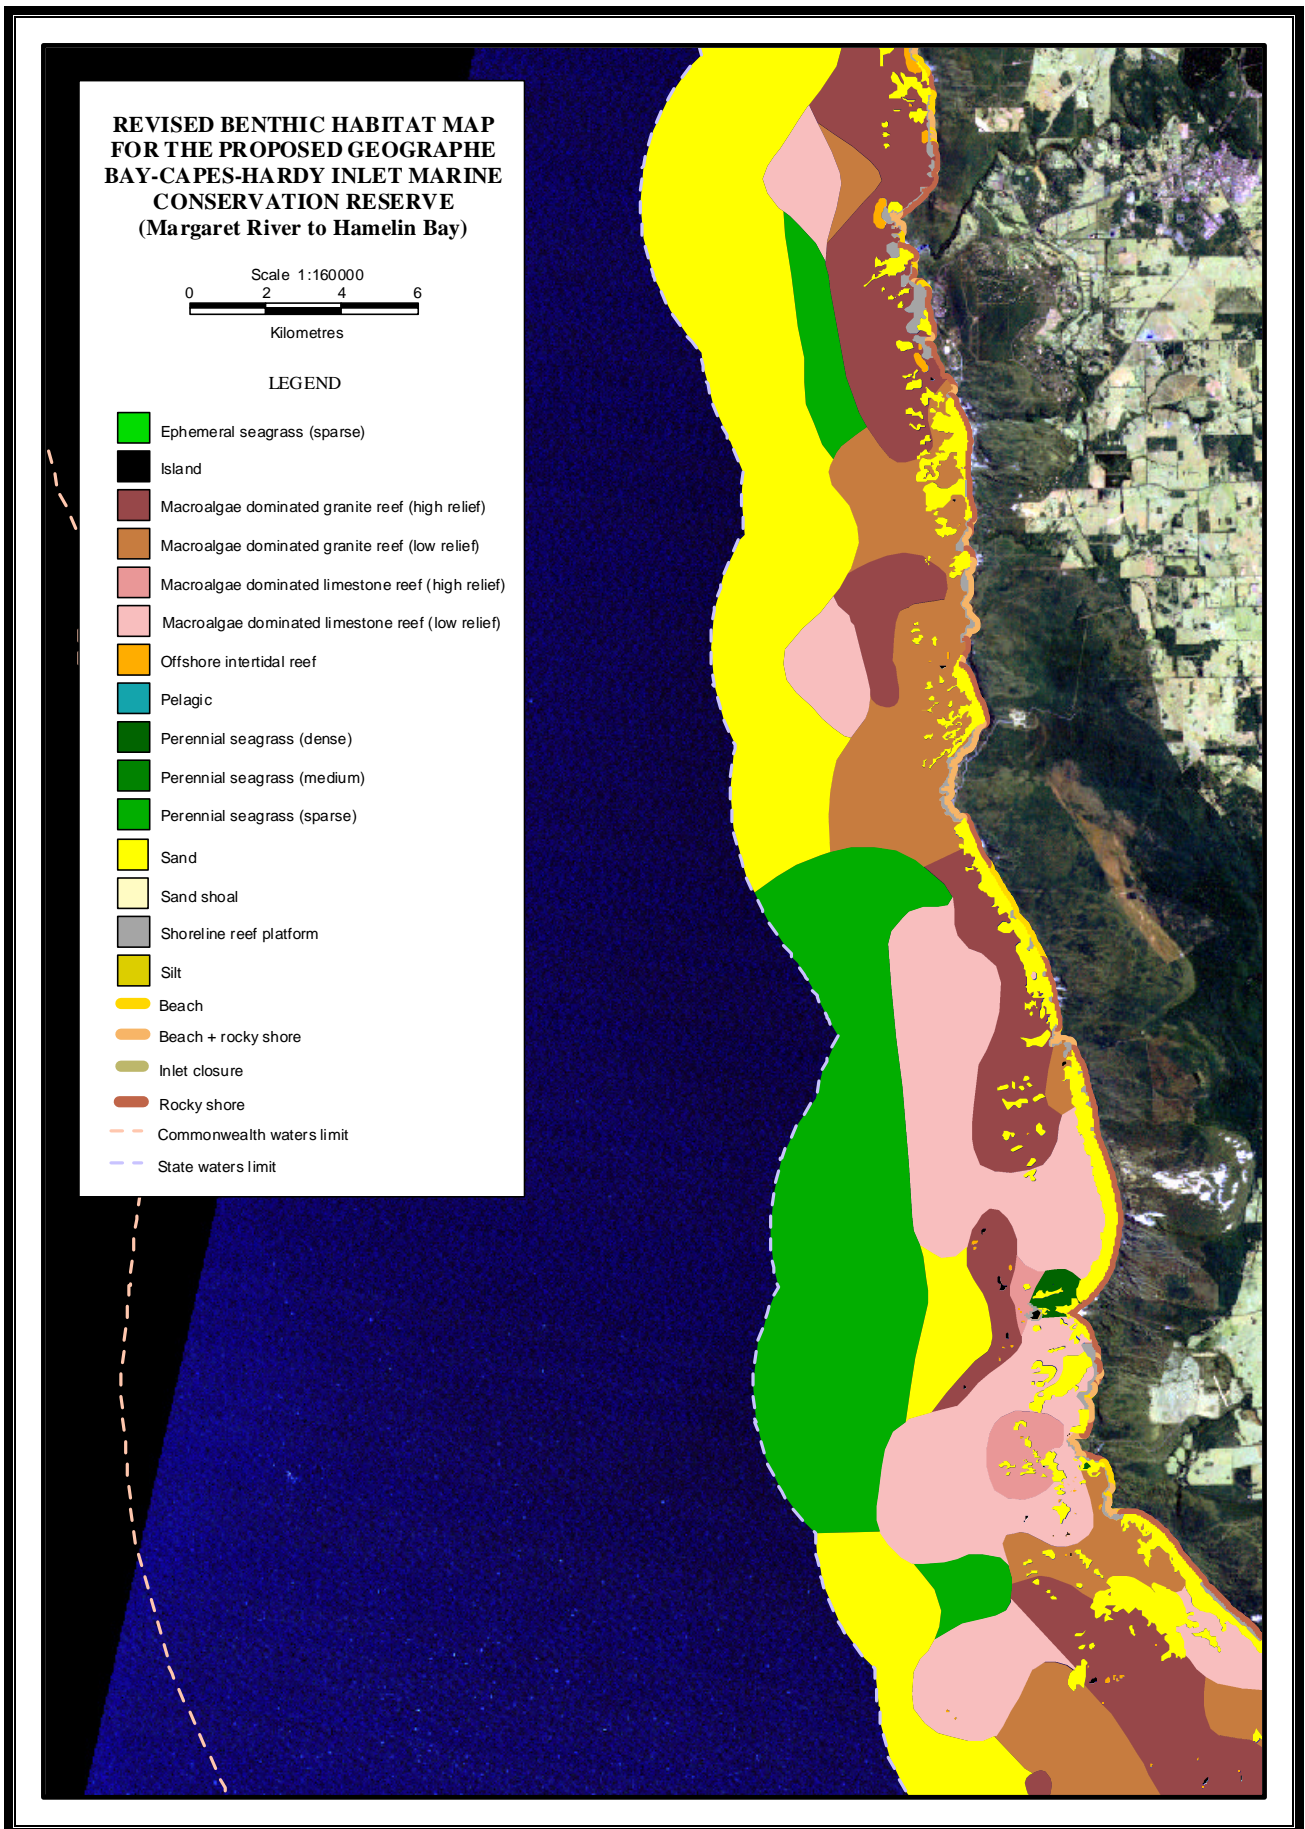 REVISED BENTHIC HABITAT MAP
FOR THE PROPOSED GEOGRAPHE
BAY-CAPES-HARDY INLET MARINE
CONSERVATION RESERVE
(Margaret River to Hamelin Bay)
Scale 1:160000
0 2 4 6
Kilometres
LEGEND
Ephemeral seagrass (sparse)
Island
Macroalgae dominated granite reef (high relief)
Macroalgae dominated granite reef (low relief)
Macroalgae dominated limestone reef (high relief)
Macroalgae dominated limestone reef (low relief)
Offshore intertidal reef
Pelagic
Perennial seagrass (dense)
Perennial seagrass (medium)
Perennial seagrass (sparse)
Sand
Sand shoal
Shoreline reef platform
Silt
Beach
Beach + rocky shore
Inlet closure
Rocky shore
Commonwealth waters limit
State waters limit